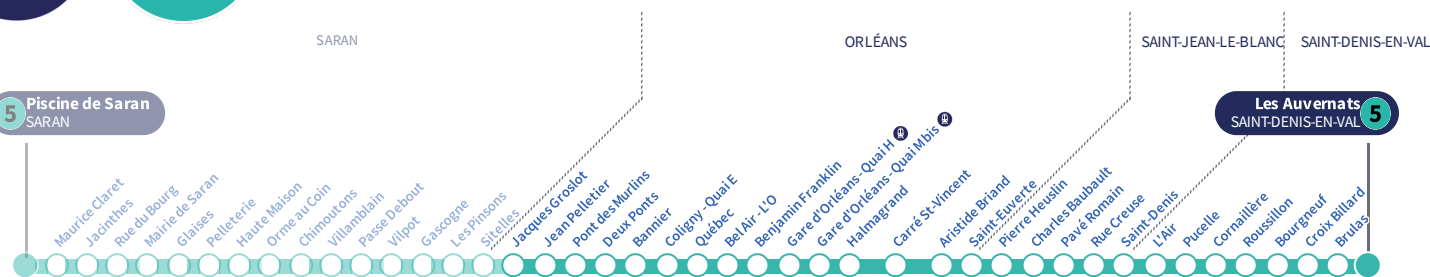 SARAN
ORLÉANS
SAINT-JEAN-LE-BLANC
SAINT-DENIS-EN-VAL
5
Piscine de Saran
SARAN
Les Auvernats
SAINT-DENIS-EN-VAL
5
Maurice Claret
Jacinthes
Rue du Bourg
Mairie de Saran
Glaises
Pelleterie
Haute Maison
Orme au Coin
Chimoutons
Villamblain
Passe Debout
Vilpot
Gascogne
Les Pinsons
Sitelles
Jacques Groslot
Jean Pelletier
Pont des Murlins
Deux Ponts
Bannier
Coligny - Quai E
Québec
Bel Air - L'O
Benjamin Franklin
Gare d'Orléans - Quai H
Gare d'Orléans - Quai M bis
Halmagrand
Carré St-Vincent
Aristide Briand
Saint-Euverte
Pierre Heuslin
Charles Baubault
Pavé Romain
Rue Creuse
Saint-Denis
L'Air
Pucelle
Cornaillère
Roussillon
Bourgneuf
Croix Billard
Brulas